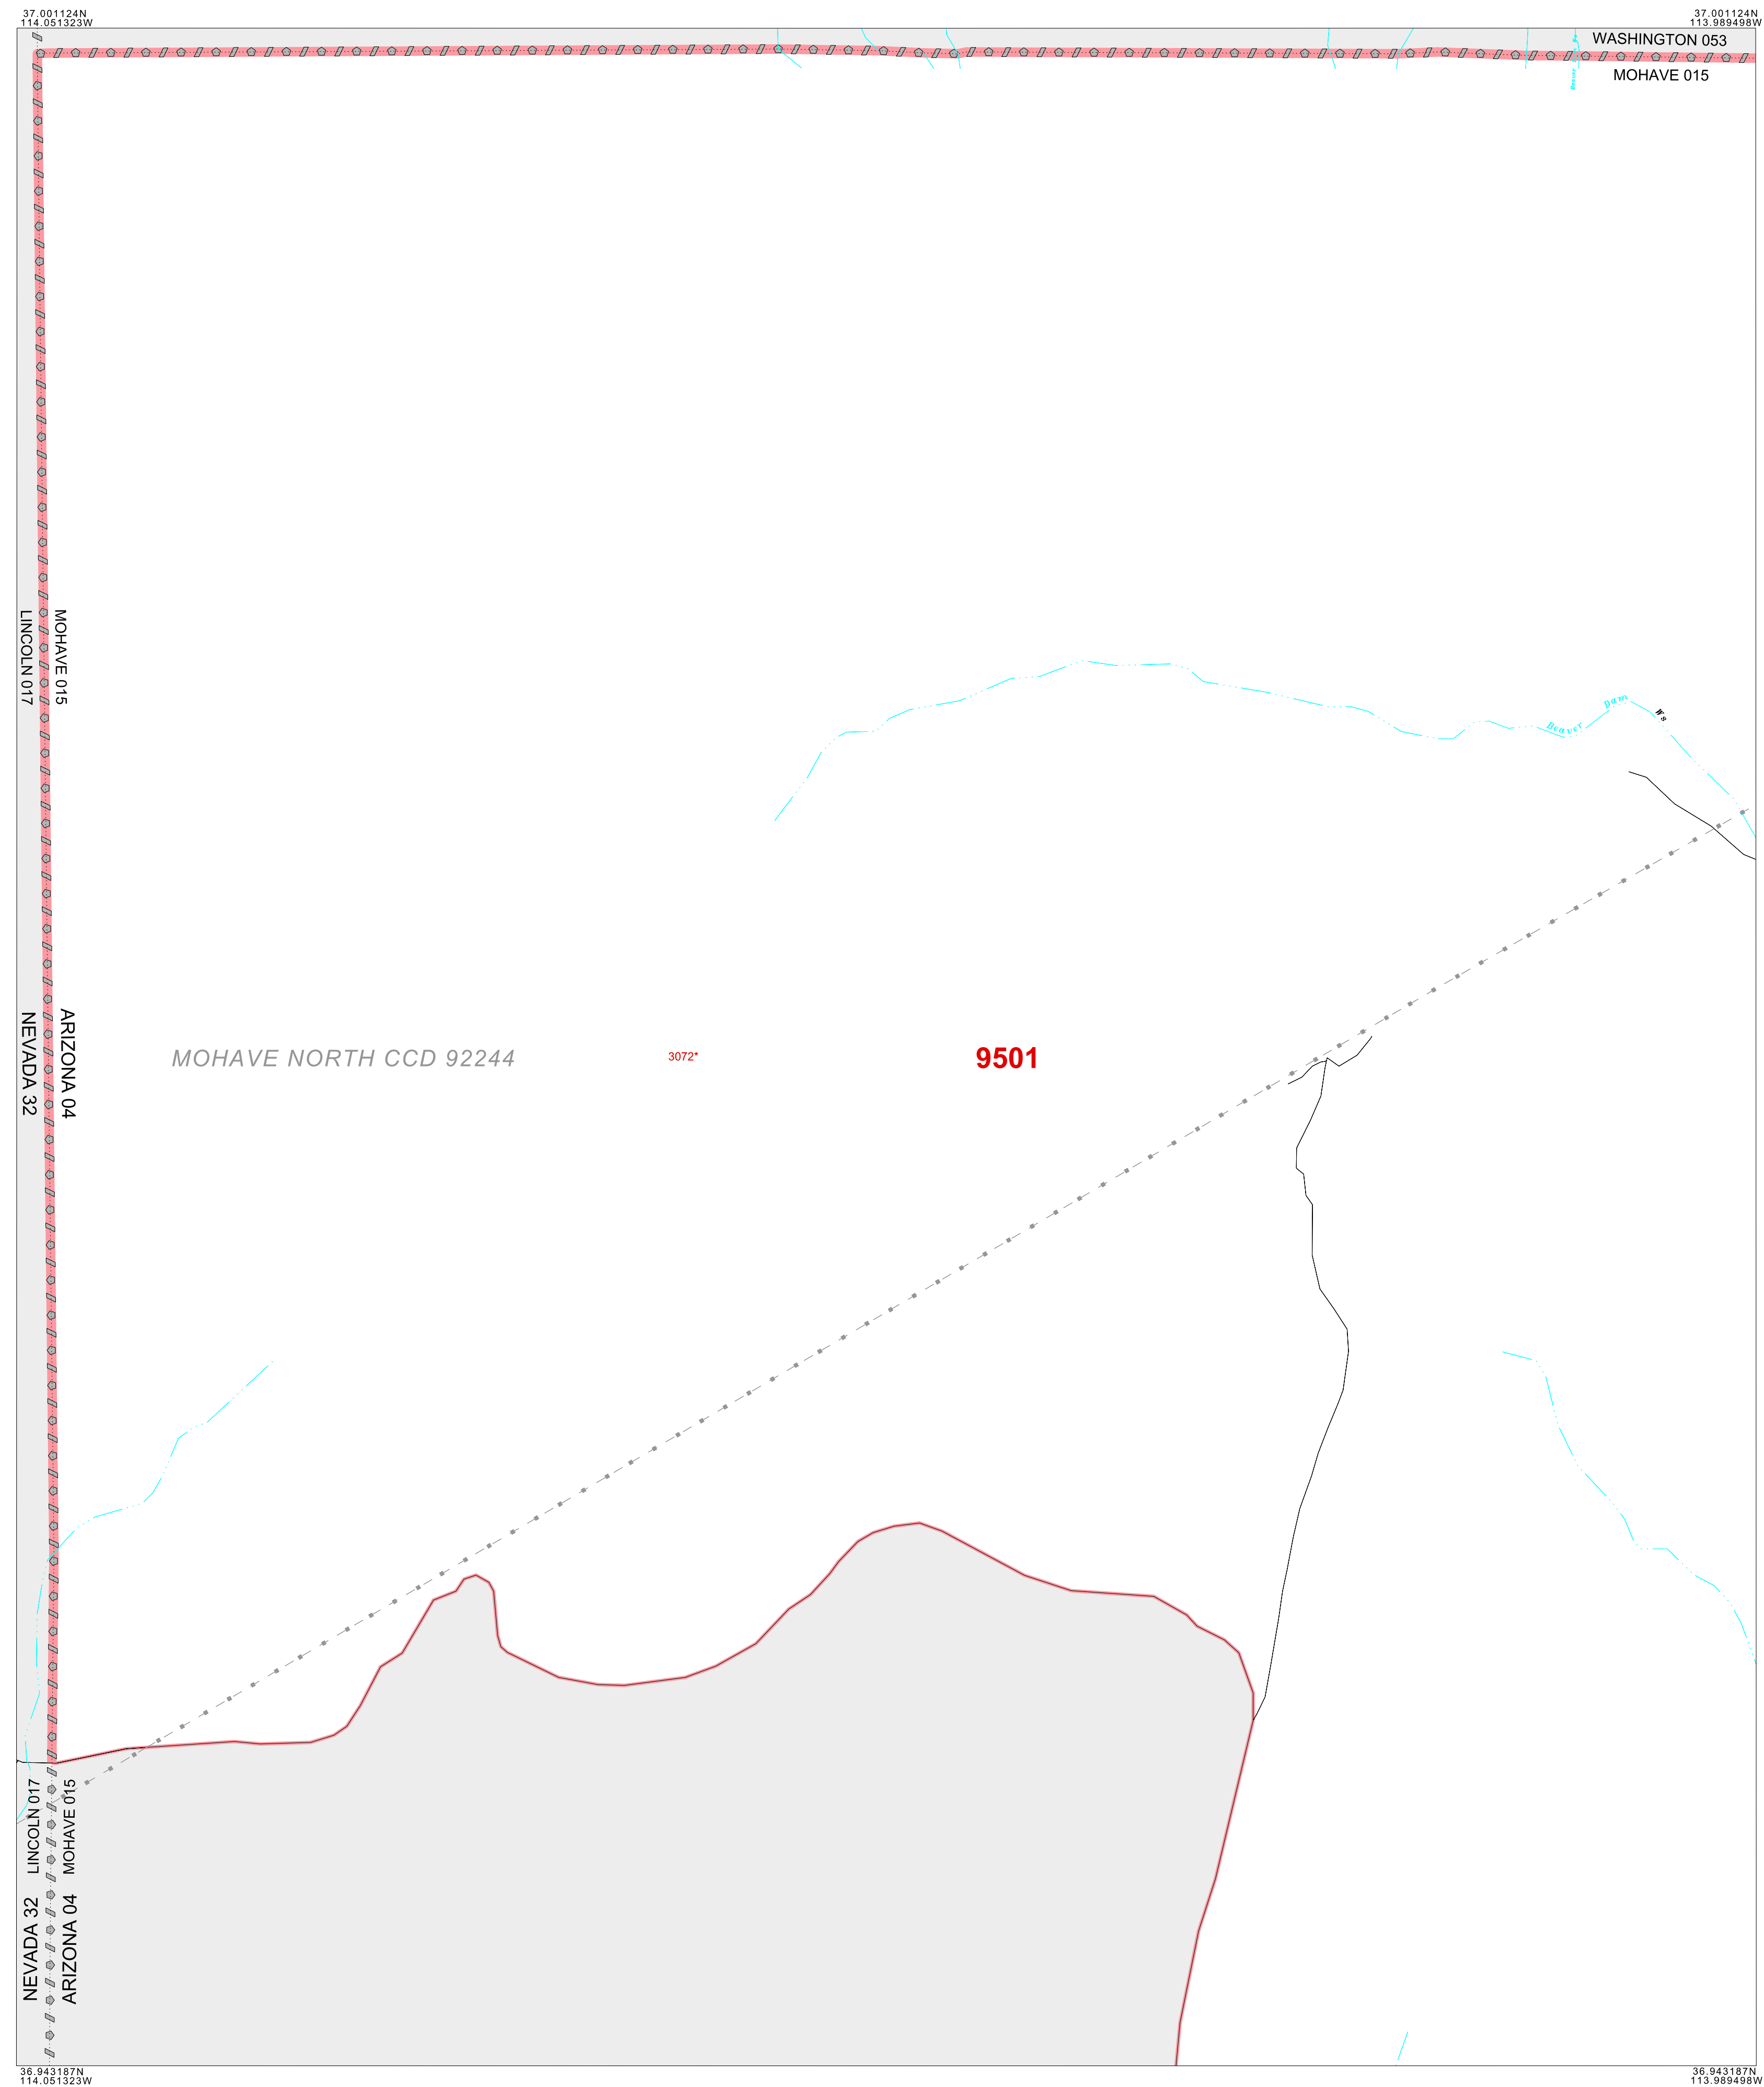 37.001124N
114.051323W
37.001124N
113.989498W
WASHINGTON 053
MOHAVE 015
Beaver Dam Ws
LINCOLN 017
MOHAVE 015
NEVADA 32
ARIZONA 04
MOHAVE NORTH CCD 92244
3072*
9501
LINCOLN 017
MOHAVE 015
NEVADA 32
ARIZONA 04
36.943187N
114.051323W
36.943187N
113.989498W